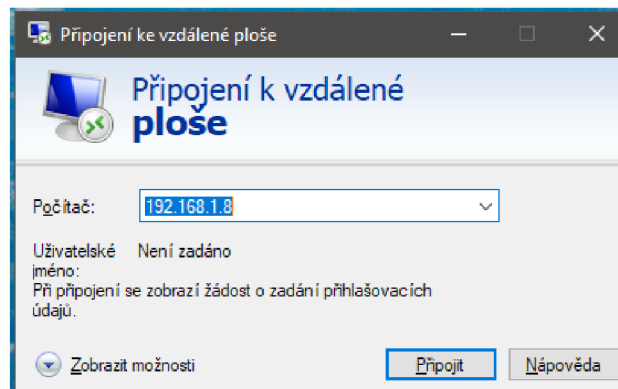 Připojení ke vzdálené ploše
Připojení k vzdálené
ploše
Počítač: 192.168.1.8
Uživatelské Není zadáno
jméno:
Při připojení se zobrazí žádost o zadání přihlašovacích
údajů.
Zobrazit možnosti Připojit Nápověda